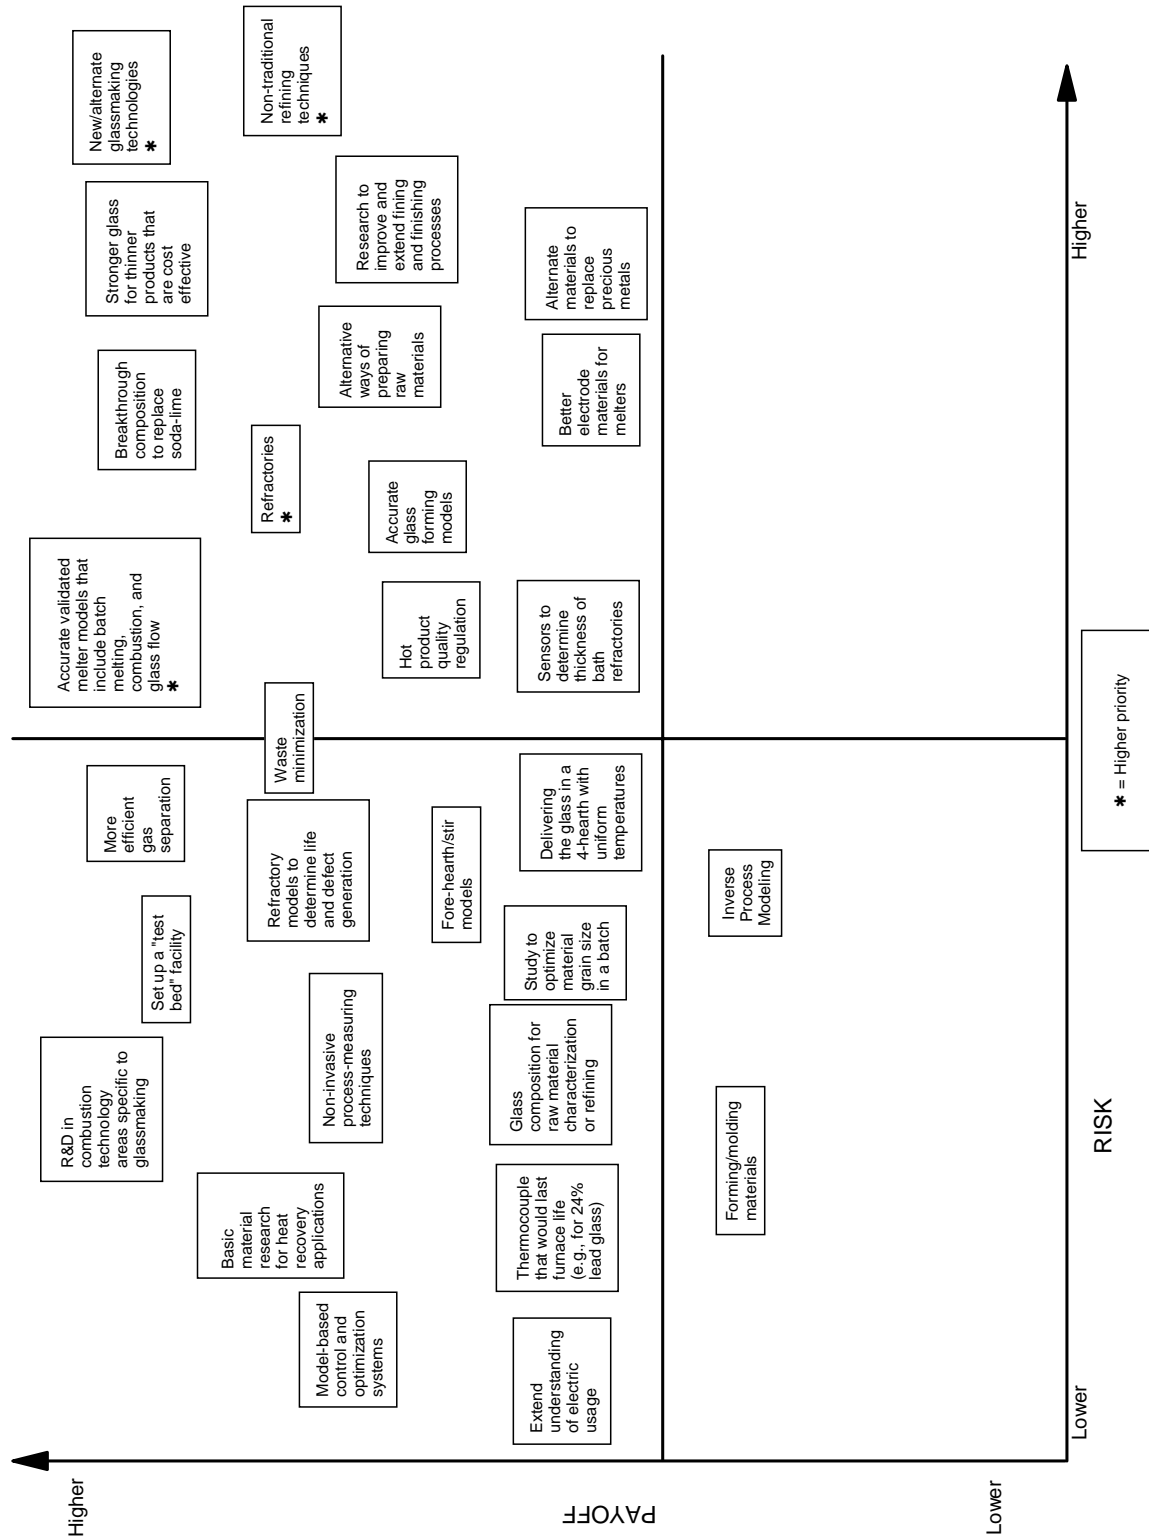 Higher
PAYOFF
Lower
R&D in
combustion
technology
areas specific to
glassmaking
Set up a "test
bed" facility
More
efficient
gas
separation
Accurate validated
melter models that
include batch
melting,
combustion, and
glass flow
*
Breakthrough
composition
to replace
soda-lime
Stronger glass
for thinner
products that
are cost
effective
New/alternate
glassmaking
technologies
*
Basic
material
research
for heat
recovery
applications
Refractory
models to
determine life
and defect
generation
Waste
minimization
Refractories
*
Non-traditional
refining
techniques
*
Model-based
control and
optimization
systems
Non-invasive
process-measuring
techniques
Alternative
ways of
preparing
raw
materials
Research to
improve and
extend fining
and finishing
processes
Fore-hearth/stir
models
Hot
product
quality
regulation
Accurate
glass
forming
models
Extend
understanding
of electric
usage
Thermocouple
that would last
furnace life
(e.g., for 24%
lead glass)
Glass
composition for
raw material
characterization
or refining
Study to
optimize
material
grain size
in a batch
Delivering
the glass in a
4-hearth with
uniform
temperatures
Sensors to
determine
thickness of
bath
refractories
Better
electrode
materials for
melters
Alternate
materials to
replace
precious
metals
Forming/molding
materials
Inverse
Process
Modeling
Lower
RISK
Higher
* = Higher priority